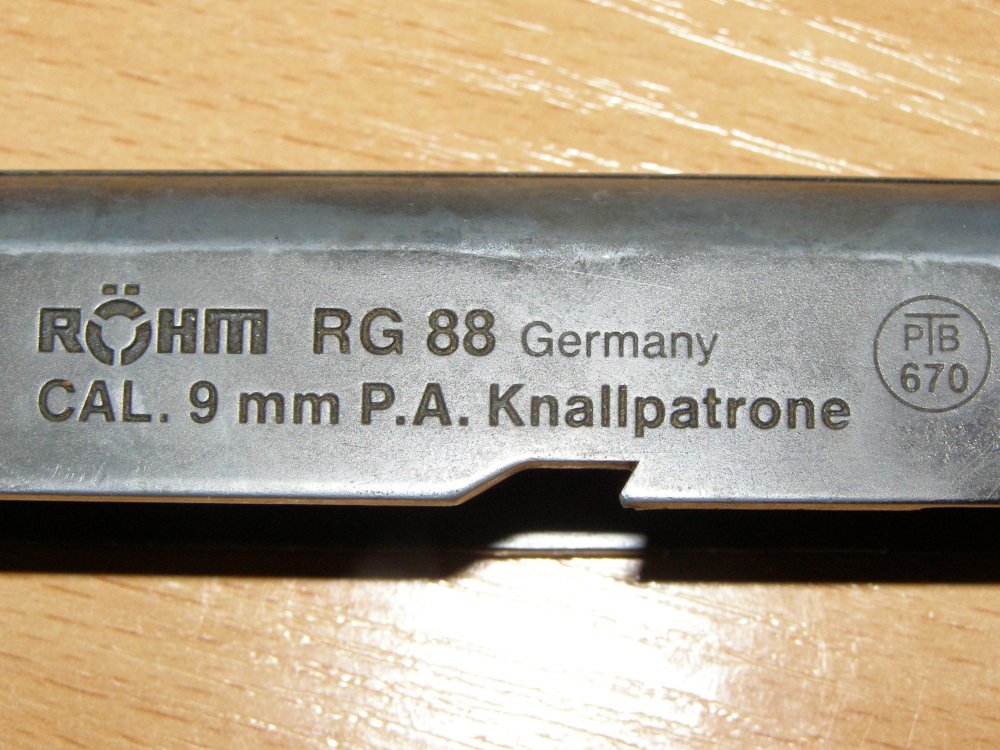 RÖHM RG 88 Germany
CAL. 9 mm P.A. Knallpatrone
PTB
670